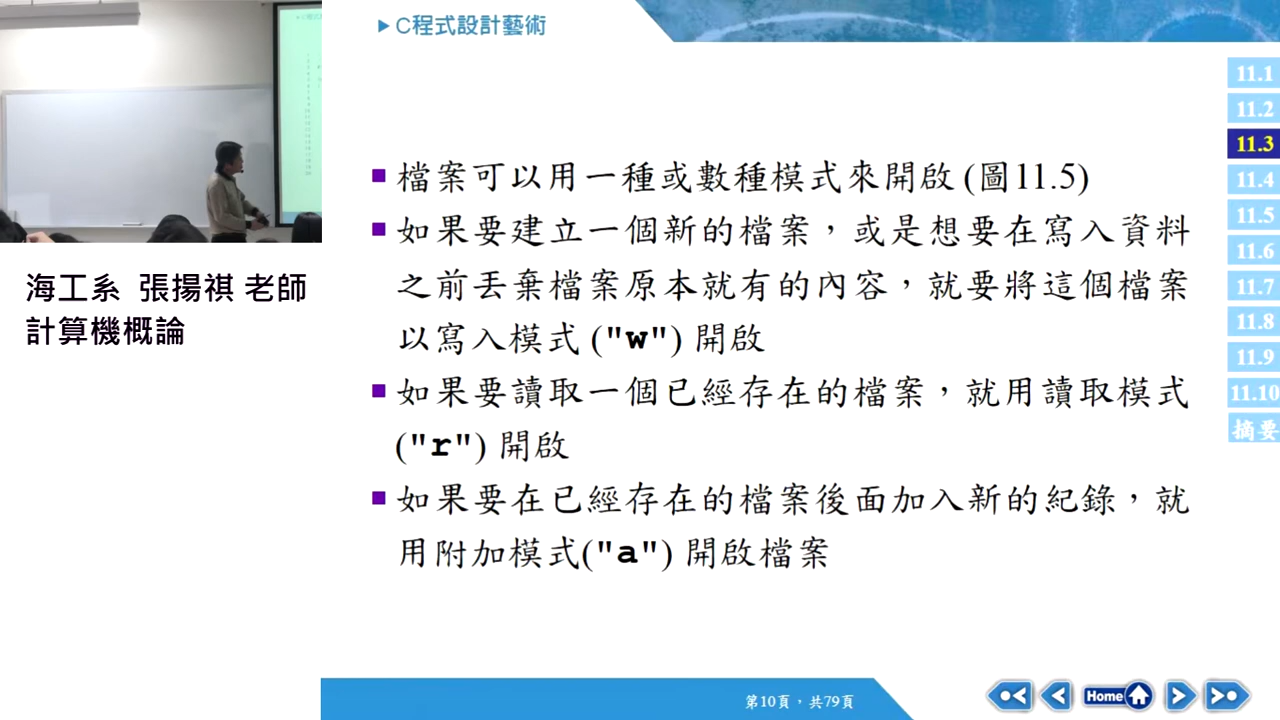 C程式設計藝術
11.1
11.2
11.3
11.4
11.5
11.6
11.7
11.8
11.9
11.10
摘要
檔案可以用一種或數種模式來開啟 (圖11.5)
如果要建立一個新的檔案，或是想要在寫入資料
之前丟棄檔案原本就有的內容，就要將這個檔案
以寫入模式 ("w") 開啟
如果要讀取一個已經存在的檔案，就用讀取模式
("r") 開啟
如果要在已經存在的檔案後面加入新的紀錄，就
用附加模式("a") 開啟檔案
海工系 張揚祺 老師
計算機概論
第10頁，共79頁
Home